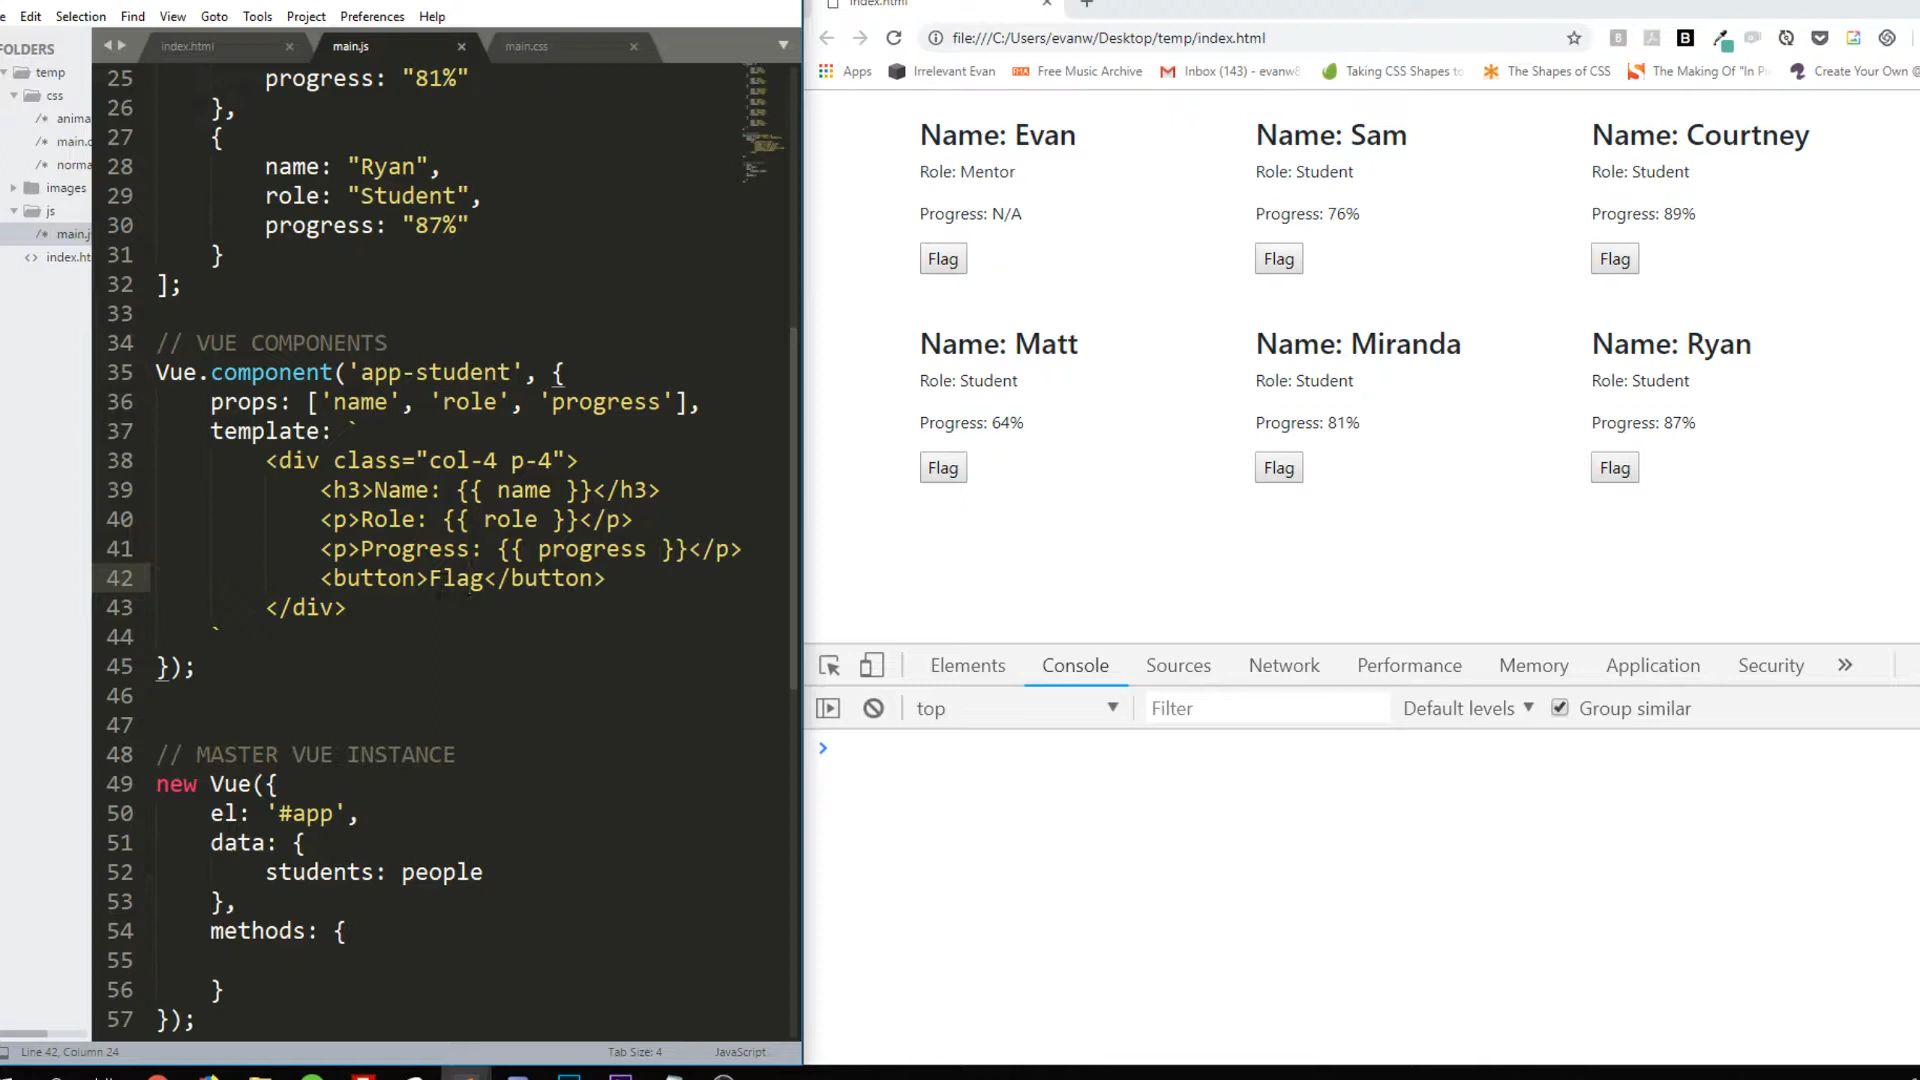 Edit Selection Find View Goto Tools Project Preferences Help
FOLDERS
temp
css
/* anima
/* main.c
/* norma
images
js
/* main.j
<> index.ht
index.html × main.js × main.css ×
25 progress: "81%"
26 },
27 {
28 name: "Ryan",
29 role: "Student",
30 progress: "87%"
31 }
32 ];
33
34 // VUE COMPONENTS
35 Vue.component('app-student', {
36 props: ['name', 'role', 'progress'],
37 template: `
38 <div class="col-4 p-4">
39 <h3>Name: {{ name }}</h3>
40 <p>Role: {{ role }}</p>
41 <p>Progress: {{ progress }}</p>
42 <button>Flag</button>
43 </div>
44 `
45 });
46
47
48 // MASTER VUE INSTANCE
49 new Vue({
50 el: '#app',
51 data: {
52 students: people
53 },
54 methods: {
55
56 }
57 });
Line 42, Column 24 Tab Size: 4 JavaScript
index.html
file:///C:/Users/evanw/Desktop/temp/index.html
Apps Irrelevant Evan Free Music Archive Inbox (143) - evanw8 Taking CSS Shapes to The Shapes of CSS The Making Of "In P Create Your Own @
Name: Evan Name: Sam Name: Courtney
Role: Mentor Role: Student Role: Student
Progress: N/A Progress: 76% Progress: 89%
Flag Flag Flag
Name: Matt Name: Miranda Name: Ryan
Role: Student Role: Student Role: Student
Progress: 64% Progress: 81% Progress: 87%
Flag Flag Flag
Elements Console Sources Network Performance Memory Application Security »
top Filter Default levels Group similar
>